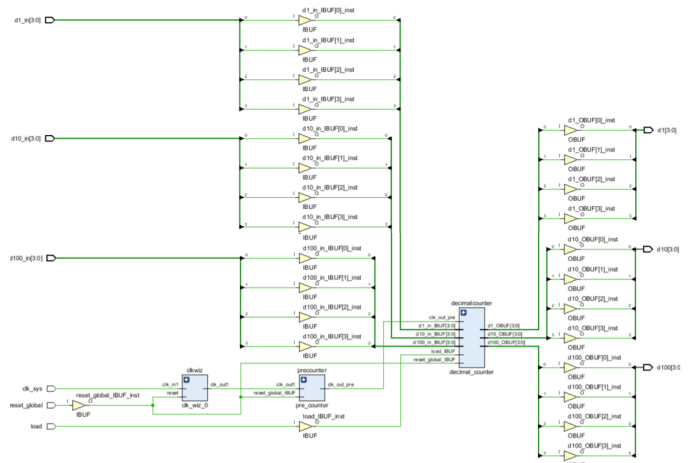 d1_in[3:0]
d1_in_IBUF[0]_inst
IBUF
d1_in_IBUF[1]_inst
IBUF
d1_in_IBUF[2]_inst
IBUF
d1_in_IBUF[3]_inst
IBUF
d10_in[3:0]
d10_in_IBUF[0]_inst
IBUF
d10_in_IBUF[1]_inst
IBUF
d10_in_IBUF[2]_inst
IBUF
d10_in_IBUF[3]_inst
IBUF
d100_in[3:0]
d100_in_IBUF[0]_inst
IBUF
d100_in_IBUF[1]_inst
IBUF
d100_in_IBUF[2]_inst
IBUF
d100_in_IBUF[3]_inst
IBUF
clk_sys
reset_global
load
reset_global_IBUF_inst
IBUF
clkwiz
clk_in1
reset
clk_out1
clk_wiz_0
precounter
clk_out1
reset_global_IBUF
clk_out_pre
pre_counter
load_IBUF_inst
IBUF
decimalcounter
clk_out_pre
d1_in_IBUF[3:0]
d10_in_IBUF[3:0]
d100_in_IBUF[3:0]
load_IBUF
reset_global_IBUF
d1_OBUF[3:0]
d10_OBUF[3:0]
d100_OBUF[3:0]
decimal_counter
d1_OBUF[0]_inst
OBUF
d1_OBUF[1]_inst
OBUF
d1_OBUF[2]_inst
OBUF
d1_OBUF[3]_inst
OBUF
d1[3:0]
d10_OBUF[0]_inst
OBUF
d10_OBUF[1]_inst
OBUF
d10_OBUF[2]_inst
OBUF
d10_OBUF[3]_inst
OBUF
d10[3:0]
d100_OBUF[0]_inst
OBUF
d100_OBUF[1]_inst
OBUF
d100_OBUF[2]_inst
OBUF
d100_OBUF[3]_inst
OBUF
d100[3:0]